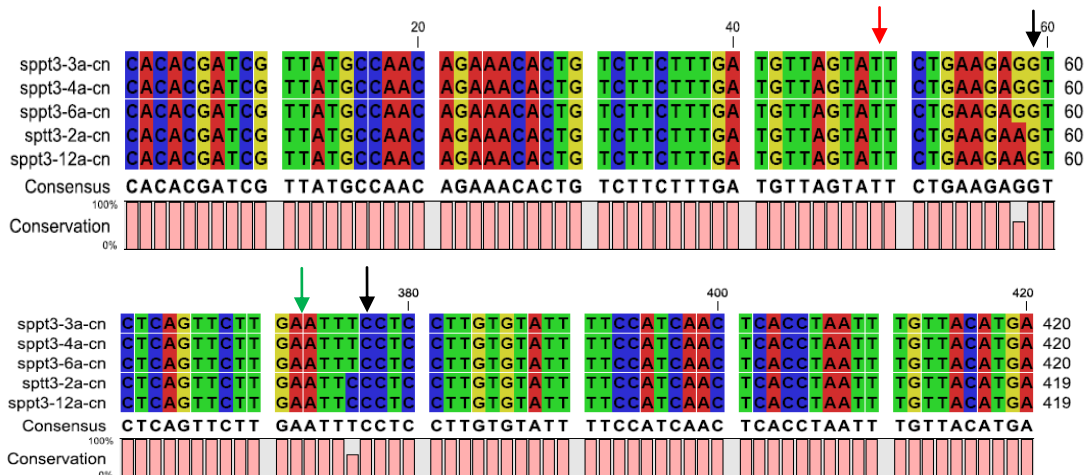 20 40 60
sppt3-3a-cn CACACGATCG TTATGCCAAC AGAAACACTG TCTTCTTTGA TGTTAGTATT CTGAAGAGGT 60
sppt3-4a-cn CACACGATCG TTATGCCAAC AGAAACACTG TCTTCTTTGA TGTTAGTATT CTGAAGAGGT 60
sppt3-6a-cn CACACGATCG TTATGCCAAC AGAAACACTG TCTTCTTTGA TGTTAGTATT CTGAAGAGGT 60
sptt3-2a-cn CACACGATCG TTATGCCAAC AGAAACACTG TCTTCTTTGA TGTTAGTATT CTGAAGAAGT 60
sppt3-12a-cn CACACGATCG TTATGCCAAC AGAAACACTG TCTTCTTTGA TGTTAGTATT CTGAAGAAGT 60
Consensus CACACGATCG TTATGCCAAC AGAAACACTG TCTTCTTTGA TGTTAGTATT CTGAAGAGGT
100%
Conservation
0%
380 400 420
sppt3-3a-cn CTCAGTTCTT GAATTTCCTC CTTGTGTATT TTCCATCAAC TCACCTAATT TGTTACATGA 420
sppt3-4a-cn CTCAGTTCTT GAATTTCCTC CTTGTGTATT TTCCATCAAC TCACCTAATT TGTTACATGA 420
sppt3-6a-cn CTCAGTTCTT GAATTTCCTC CTTGTGTATT TTCCATCAAC TCACCTAATT TGTTACATGA 420
sptt3-2a-cn CTCAGTTCTT GAATTCCCTC CTTGTGTATT TTCCATCAAC TCACCTAATT TGTTACATGA 419
sppt3-12a-cn CTCAGTTCTT GAATTCCCTC CTTGTGTATT TTCCATCAAC TCACCTAATT TGTTACATGA 419
Consensus CTCAGTTCTT GAATTTCCTC CTTGTGTATT TTCCATCAAC TCACCTAATT TGTTACATGA
100%
Conservation
0%